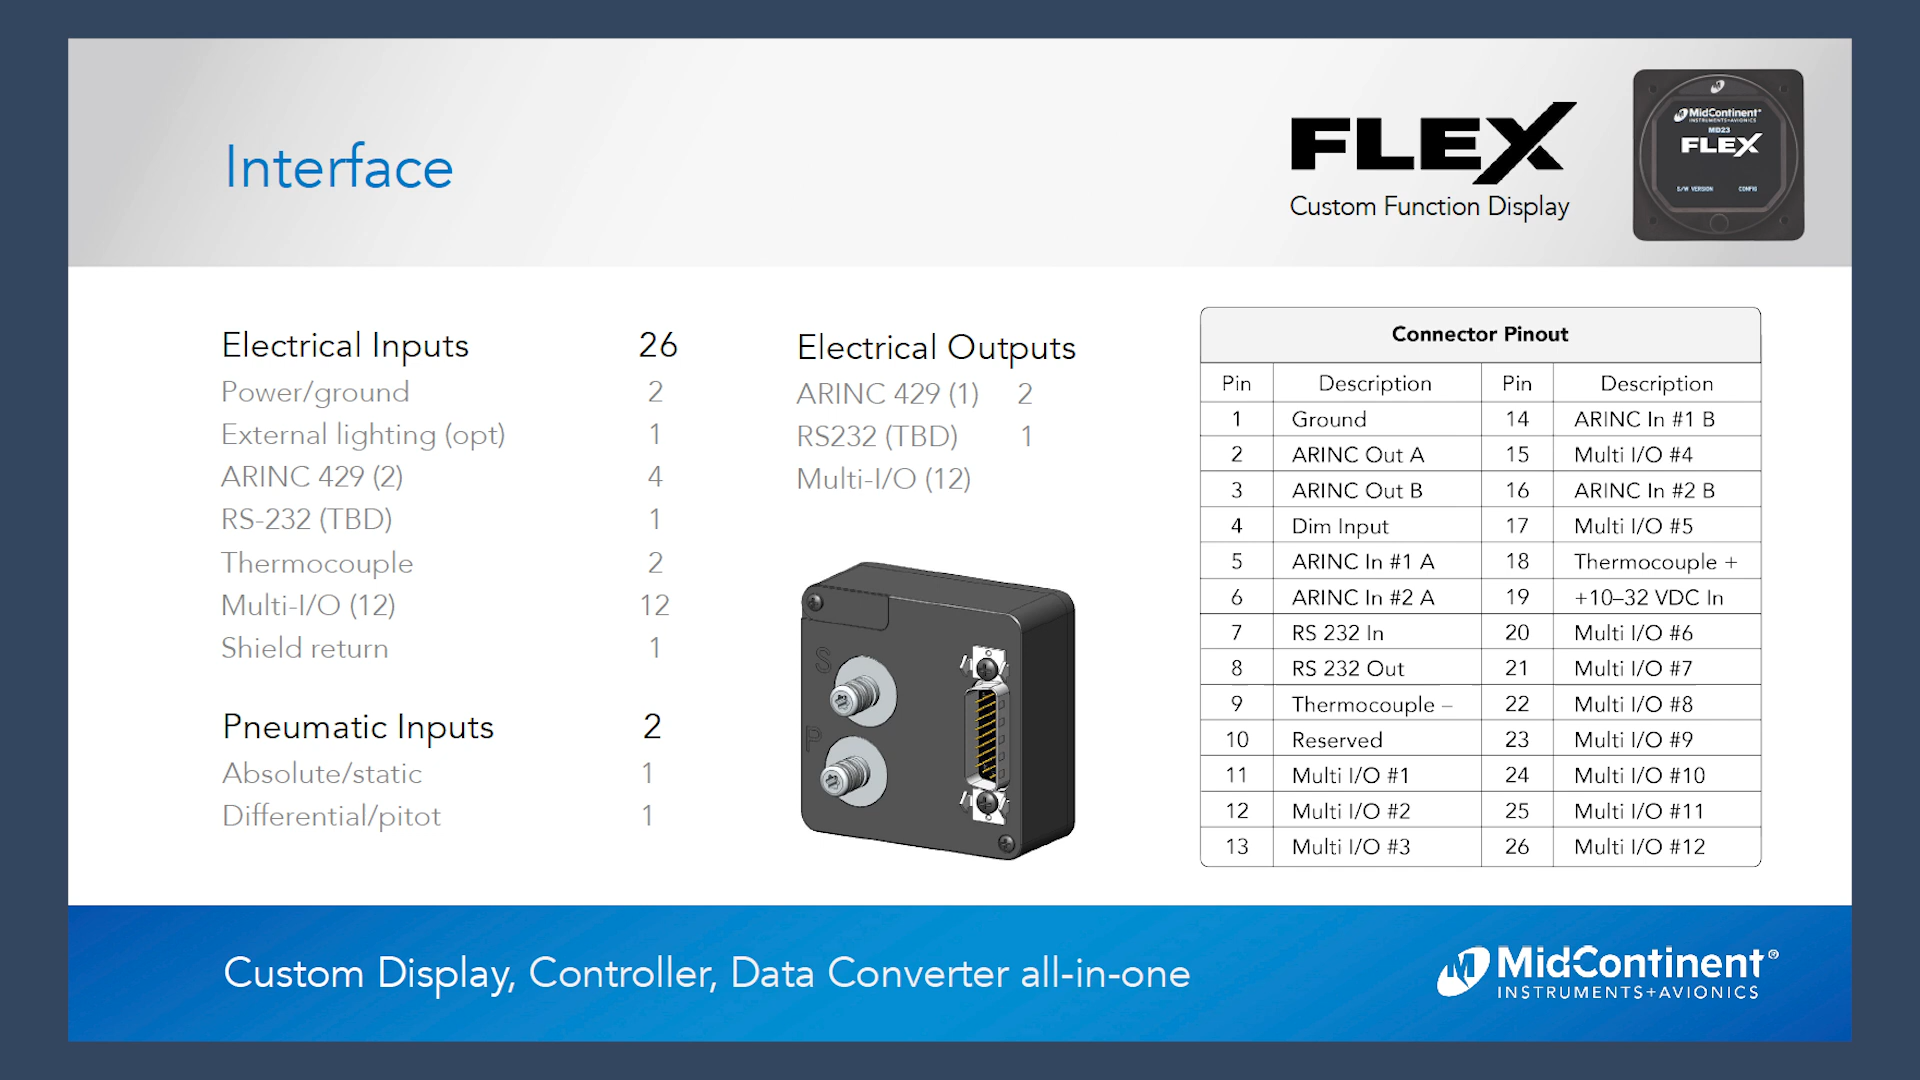 Interface
FLEX
Custom Function Display
MidContinent®
INSTRUMENTS+AVIONICS
MD23
FLEX
S/W VERSION CONFIG
Electrical Inputs 26
Power/ground 2
External lighting (opt) 1
ARINC 429 (2) 4
RS-232 (TBD) 1
Thermocouple 2
Multi-I/O (12) 12
Shield return 1
Pneumatic Inputs 2
Absolute/static 1
Differential/pitot 1
Electrical Outputs
ARINC 429 (1) 2
RS232 (TBD) 1
Multi-I/O (12)
S
P
Connector Pinout
Pin Description Pin Description
1 Ground 14 ARINC In #1 B
2 ARINC Out A 15 Multi I/O #4
3 ARINC Out B 16 ARINC In #2 B
4 Dim Input 17 Multi I/O #5
5 ARINC In #1 A 18 Thermocouple +
6 ARINC In #2 A 19 +10–32 VDC In
7 RS 232 In 20 Multi I/O #6
8 RS 232 Out 21 Multi I/O #7
9 Thermocouple – 22 Multi I/O #8
10 Reserved 23 Multi I/O #9
11 Multi I/O #1 24 Multi I/O #10
12 Multi I/O #2 25 Multi I/O #11
13 Multi I/O #3 26 Multi I/O #12
Custom Display, Controller, Data Converter all-in-one
MidContinent®
INSTRUMENTS+AVIONICS